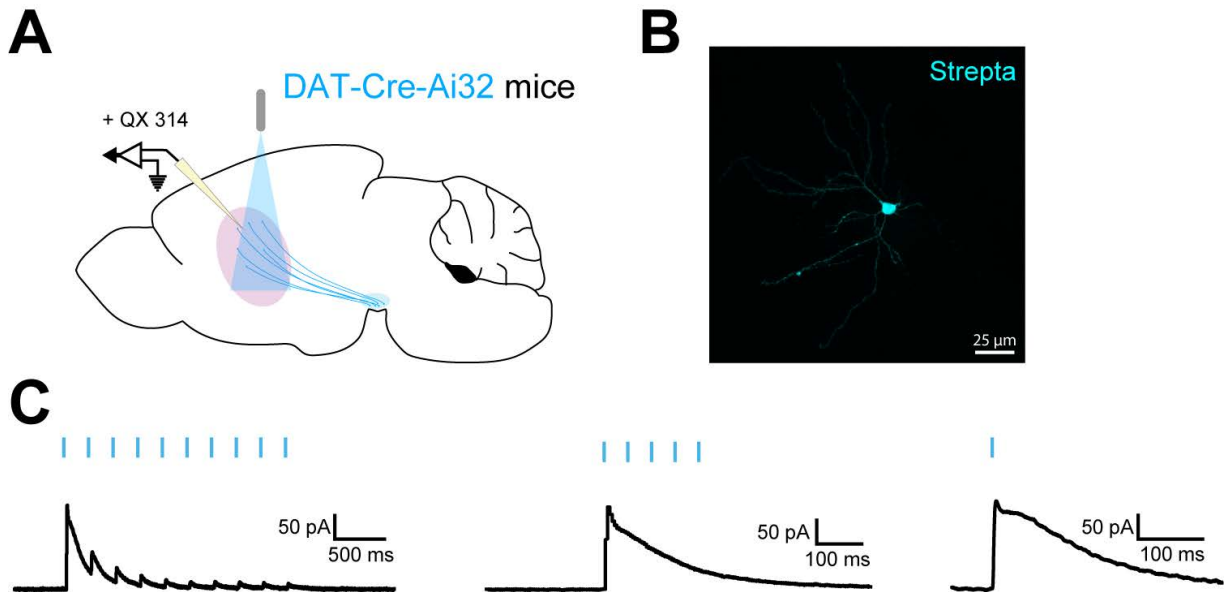 A
DAT-Cre-Ai32 mice
+ QX 314
B
Strepta
25 µm
C
50 pA
500 ms
50 pA
100 ms
50 pA
100 ms